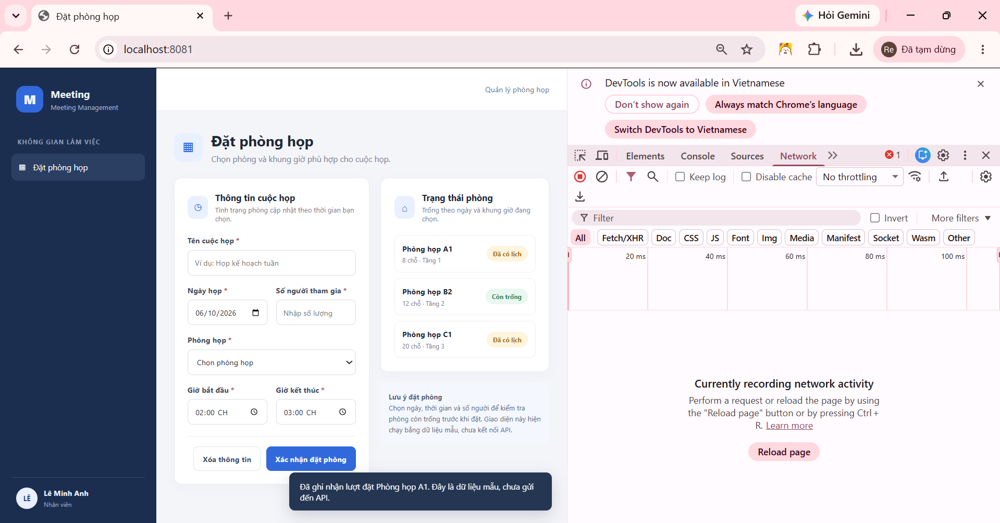 Đặt phòng họp
Hỏi Gemini
localhost:8081
Re
Đã tạm dừng
M
Meeting
Meeting Management
KHÔNG GIAN LÀM VIỆC
Đặt phòng họp
LÊ
Lê Minh Anh
Nhân viên
Quản lý phòng họp
Đặt phòng họp
Chọn phòng và khung giờ phù hợp cho cuộc họp.
Thông tin cuộc họp
Tình trạng phòng cập nhật theo thời gian bạn
chọn.
Tên cuộc họp *
Ví dụ: Họp kế hoạch tuần
Ngày họp *
Số người tham gia *
06/10/2026
Nhập số lượng
Phòng họp *
Chọn phòng họp
Giờ bắt đầu *
Giờ kết thúc *
02:00 CH
03:00 CH
Xóa thông tin
Xác nhận đặt phòng
Trạng thái phòng
Trống theo ngày và khung giờ đang
chọn.
Phòng họp A1
8 chỗ · Tầng 1
Đã có lịch
Phòng họp B2
12 chỗ · Tầng 2
Còn trống
Phòng họp C1
20 chỗ · Tầng 3
Đã có lịch
Lưu ý đặt phòng
Chọn ngày, thời gian và số người để kiểm tra
phòng còn trống trước khi đặt. Giao diện này hiện
chạy bằng dữ liệu mẫu, chưa kết nối API.
Đã ghi nhận lượt đặt Phòng họp A1. Đây là dữ liệu mẫu, chưa gửi
đến API.
DevTools is now available in Vietnamese
Don't show again
Always match Chrome's language
Switch DevTools to Vietnamese
Elements
Console
Sources
Network
1
Keep log
Disable cache
No throttling
Filter
Invert
More filters
All
Fetch/XHR
Doc
CSS
JS
Font
Img
Media
Manifest
Socket
Wasm
Other
20 ms
40 ms
60 ms
80 ms
100 ms
Currently recording network activity
Perform a request or reload the page by using
the "Reload page" button or by pressing Ctrl +
R. Learn more
Reload page